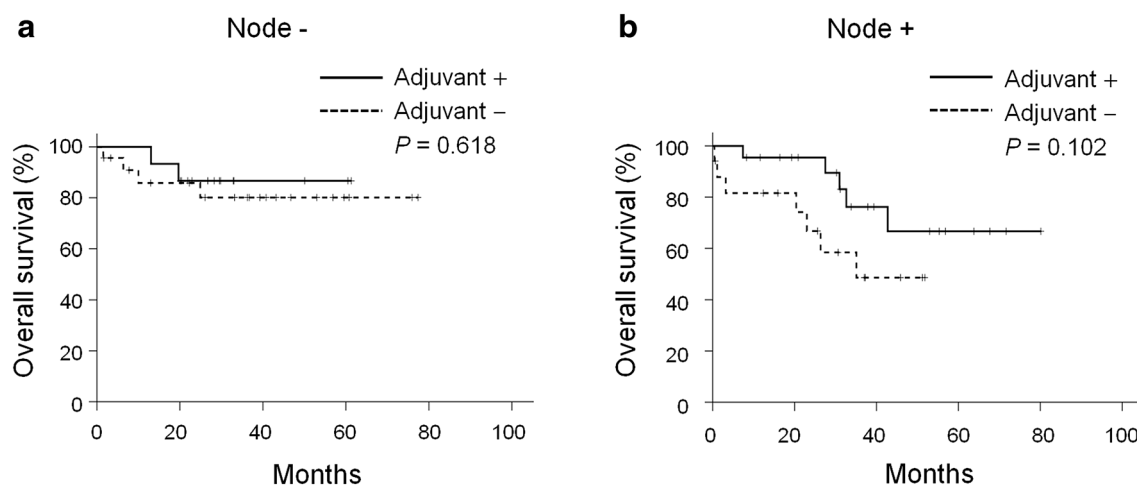 a
Node -
Adjuvant +
Adjuvant –
P = 0.618
Overall survival (%)
100
80
60
40
20
0
0 20 40 60 80 100
Months
b
Node +
Adjuvant +
Adjuvant –
P = 0.102
Overall survival (%)
100
80
60
40
20
0
0 20 40 60 80 100
Months